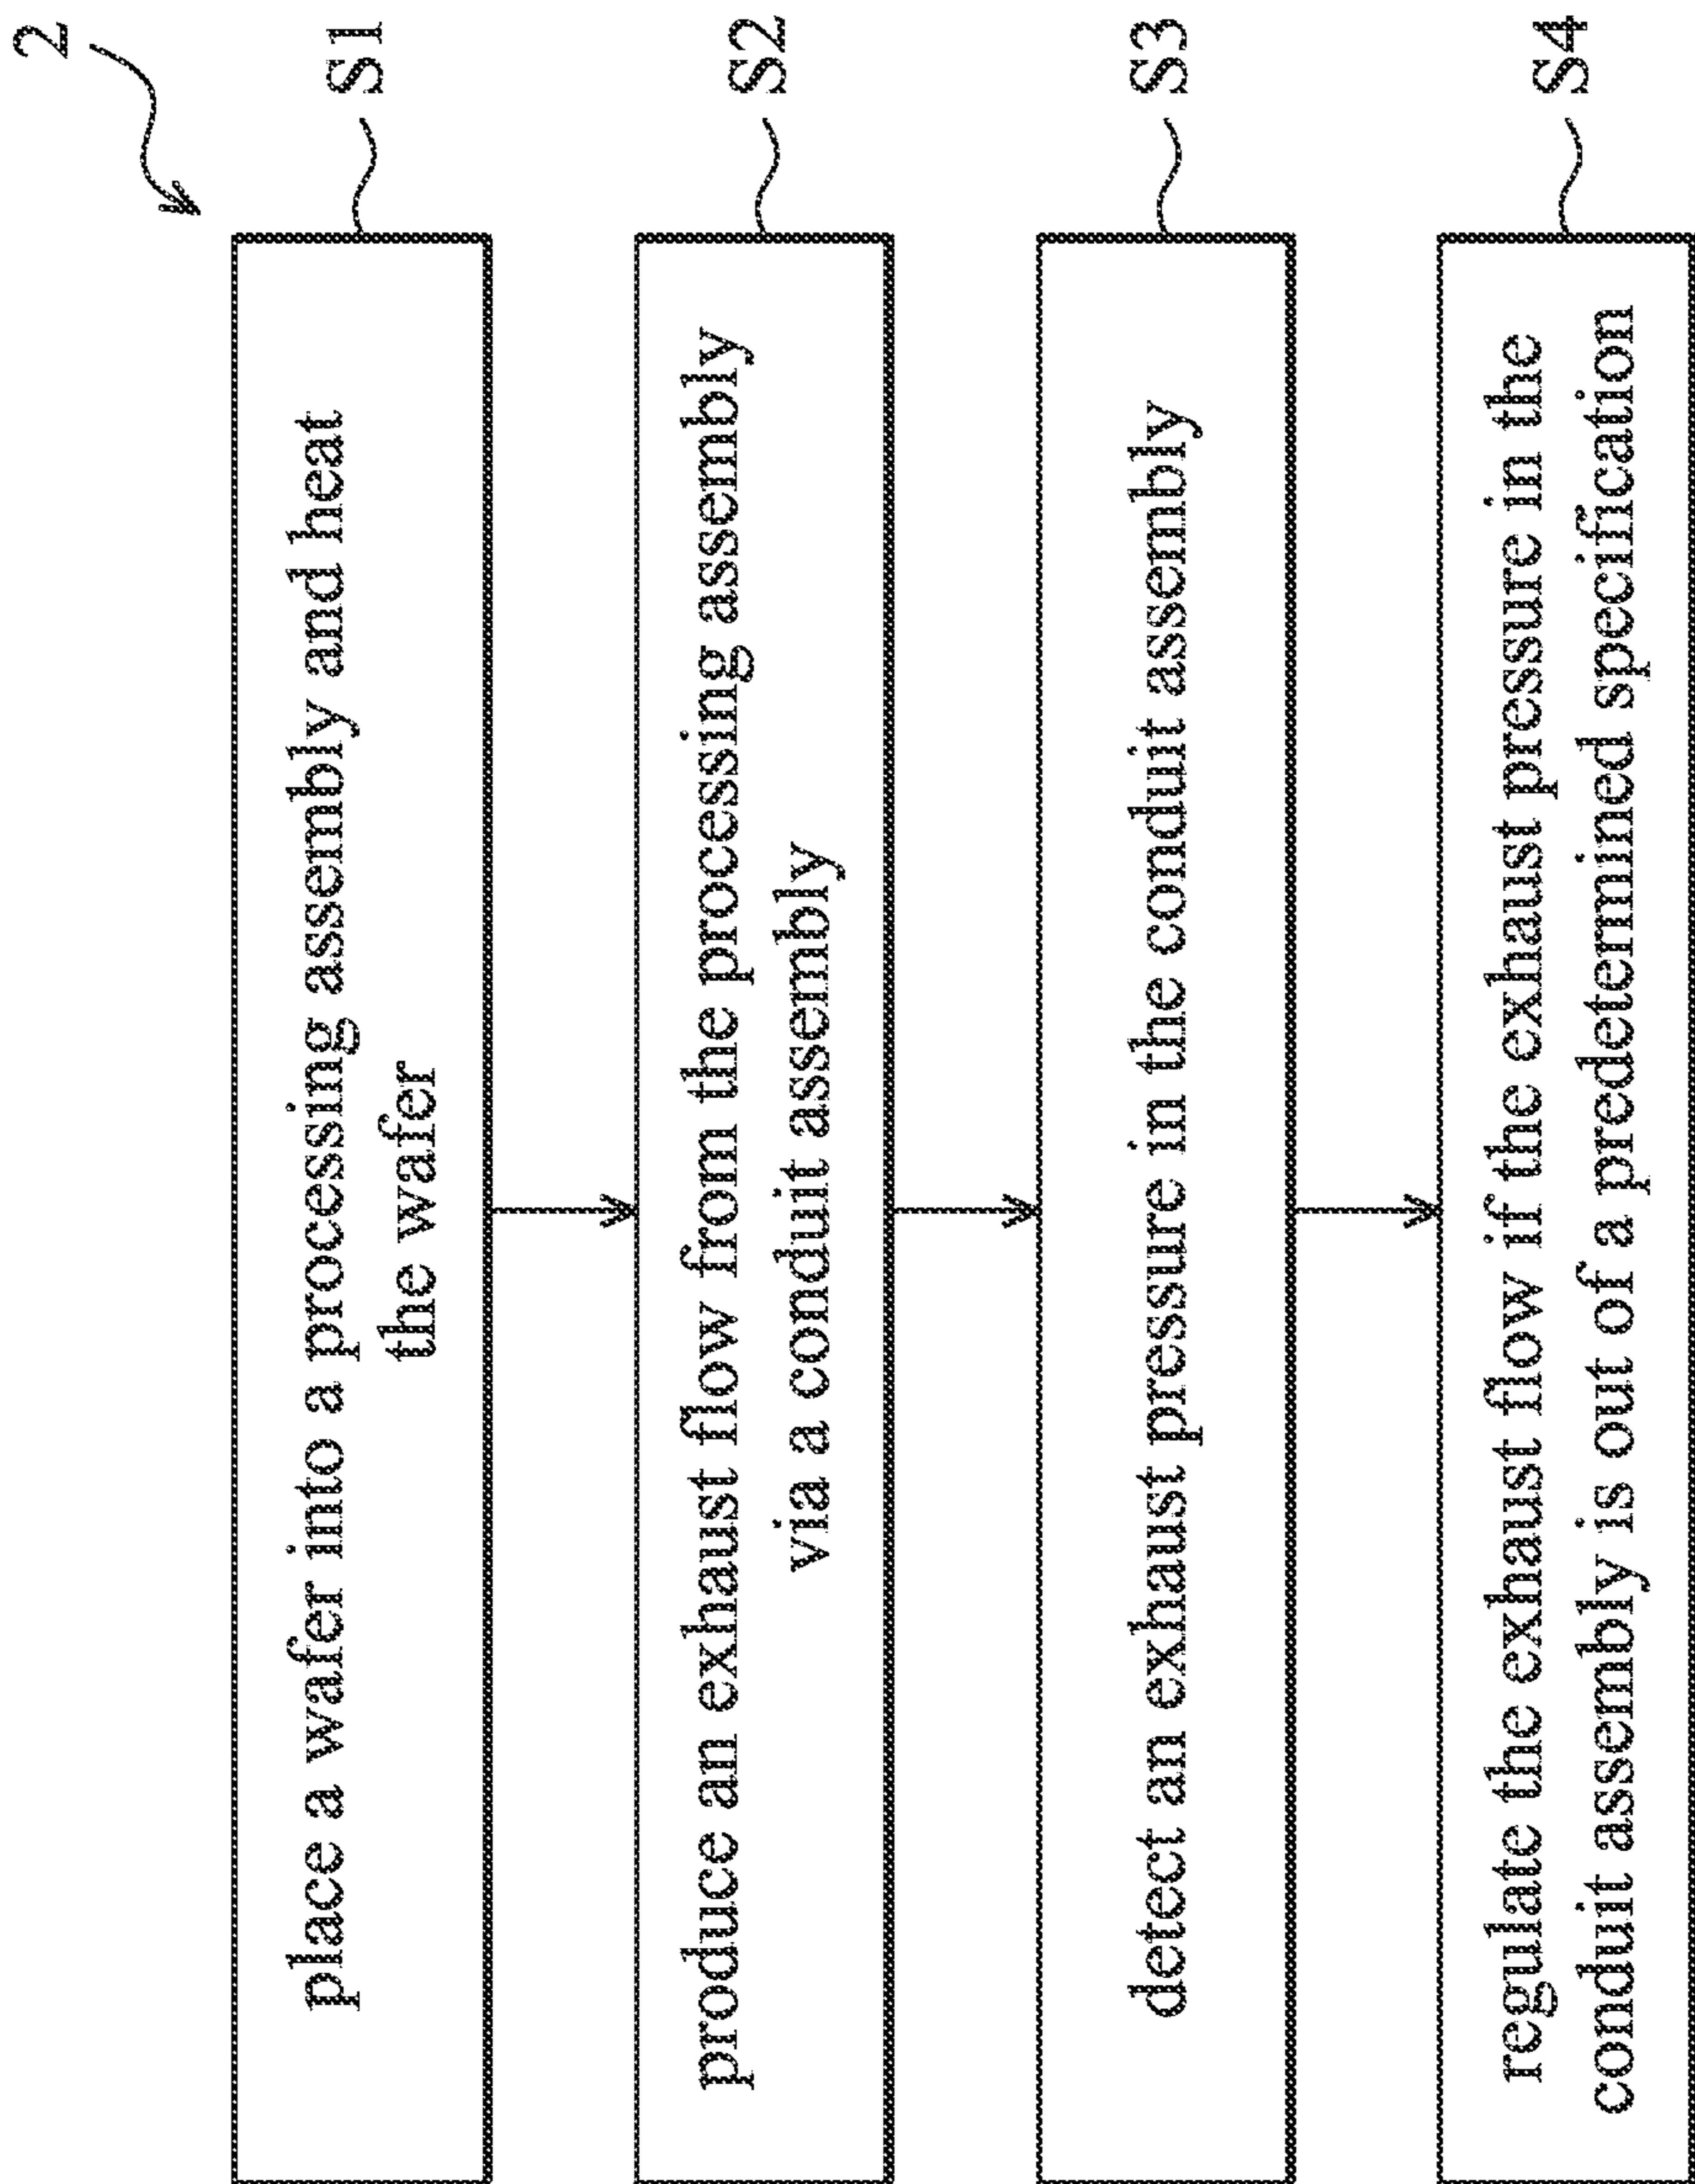 2
place a wafer into a processing assembly and heat
the wafer
S1
produce an exhaust flow from the processing assembly
via a conduit assembly
S2
detect an exhaust pressure in the conduit assembly
S3
regulate the exhaust flow if the exhaust pressure in the
conduit assembly is out of a predetermined specification
S4